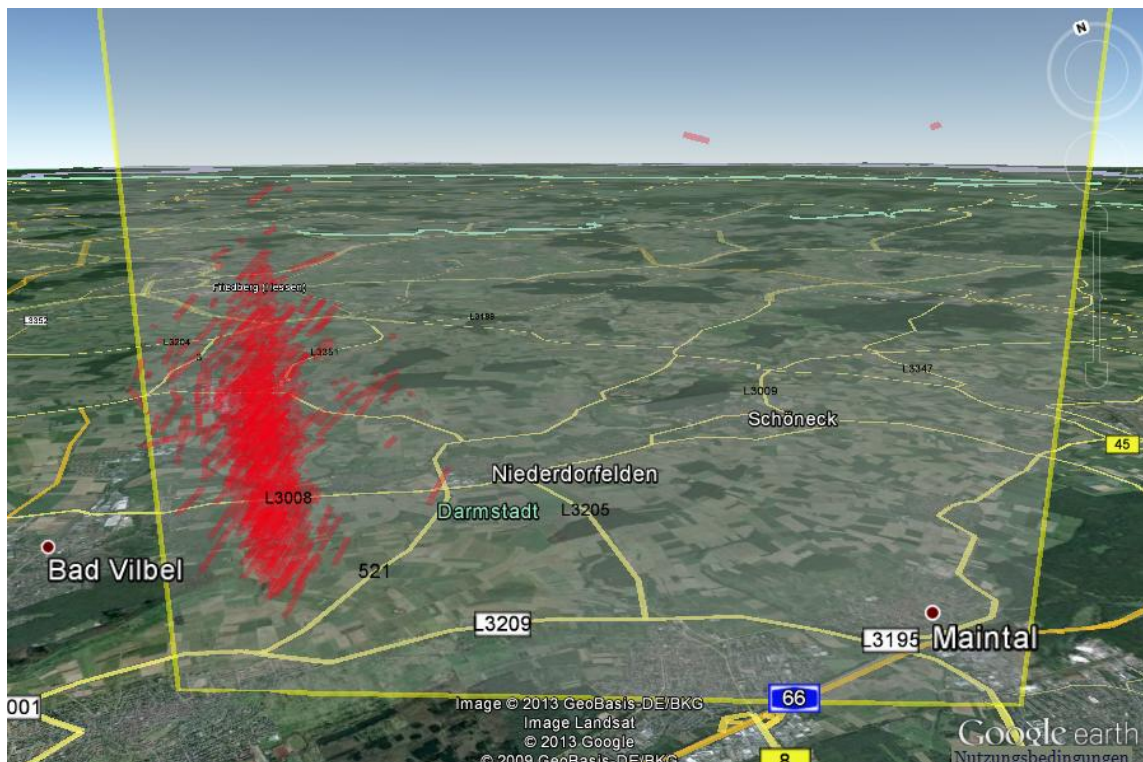 N
Friedberg (Hessen)
L3352
L3204
5
L3351
L3199
L3347
L3009
Schöneck
45
Niederdorfelden
L3008
Darmstadt
L3205
Bad Vilbel
521
L3209
L3195
Maintal
001
66
Image © 2013 GeoBasis-DE/BKG
Image Landsat
© 2013 Google
© 2009 GeoBasis-DE/BKG
8
Google earth
Nutzungsbedingungen